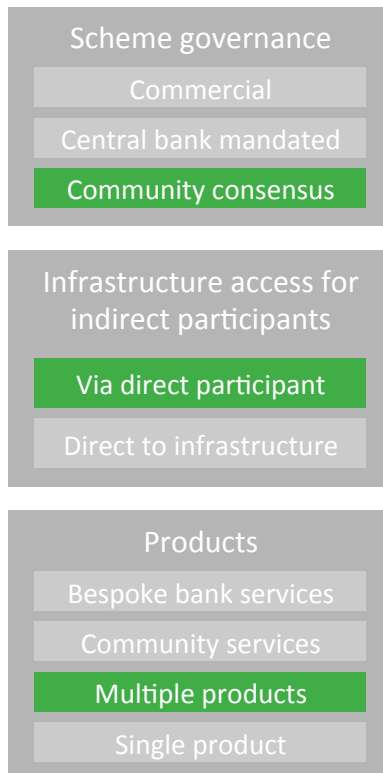 Scheme governance
Commercial
Central bank mandated
Community consensus
Infrastructure access for
indirect participants
Via direct participant
Direct to infrastructure
Products
Bespoke bank services
Community services
Multiple products
Single product